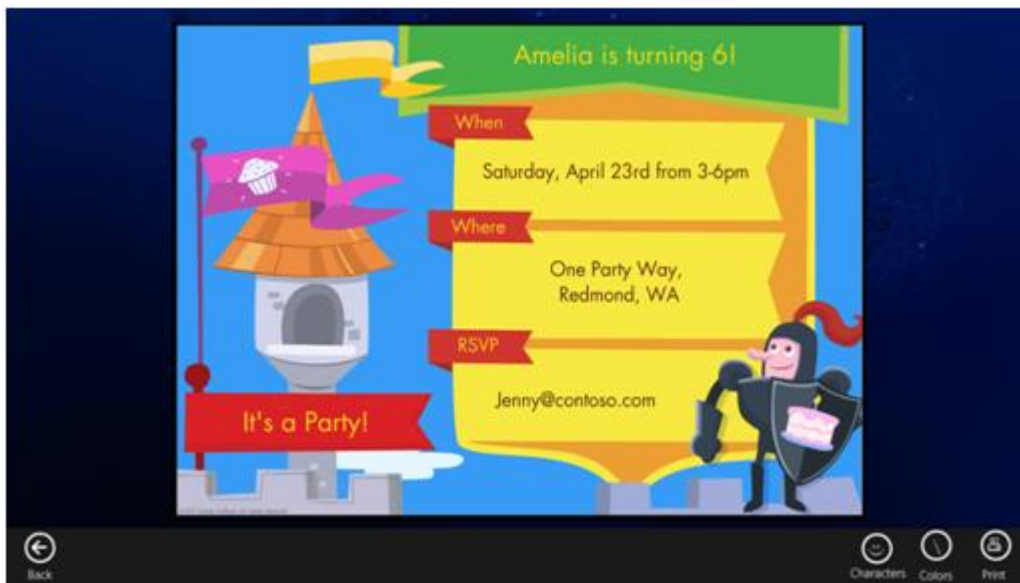 Amelia is turning 6!
When
Saturday, April 23rd from 3-6pm
Where
One Party Way,
Redmond, WA
RSVP
Jenny@contoso.com
It's a Party!
Back
Characters
Colors
Print